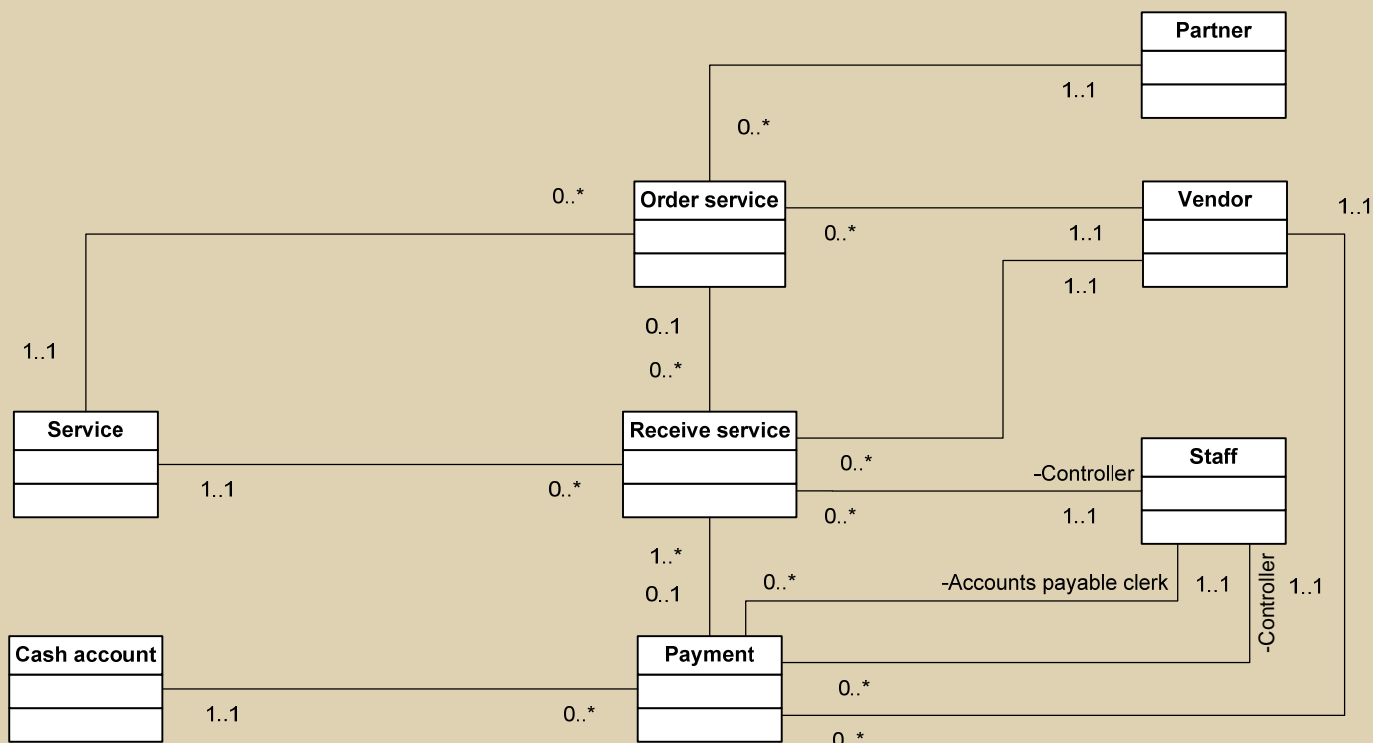 Partner
1..1
0..*
0..*
Order service
Vendor
1..1
0..*
1..1
1..1
0..1
1..1
0..*
Service
Receive service
Staff
0..*
-Controller
1..1
0..*
0..*
1..1
1..*
0..*
-Accounts payable clerk
1..1
-Controller
1..1
0..1
Cash account
Payment
0..*
1..1
0..*
0..*